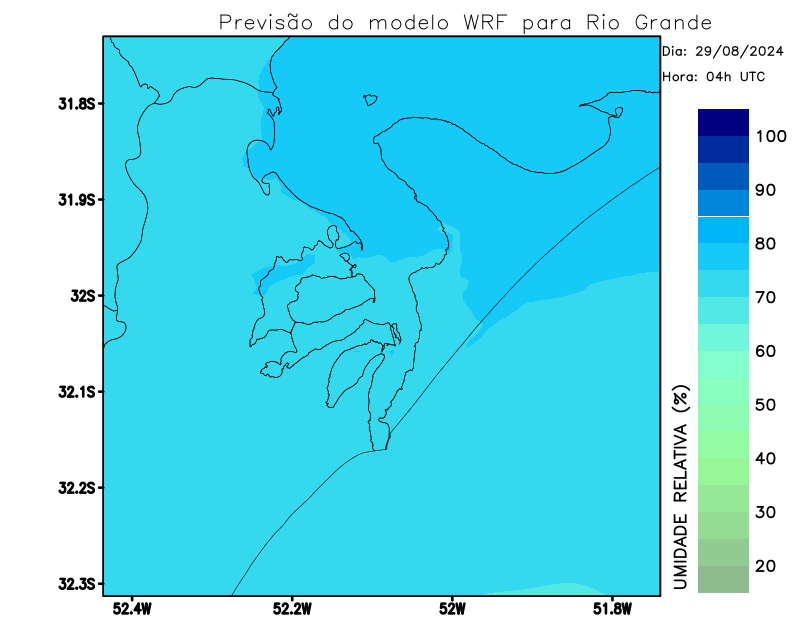 Previsão do modelo WRF para Rio Grande
Dia: 29/08/2024
Hora: 04h UTC
31.8S
31.9S
32S
32.1S
32.2S
32.3S
52.4W
52.2W
52W
51.8W
100
90
80
70
60
50
40
30
20
UMIDADE RELATIVA (%)